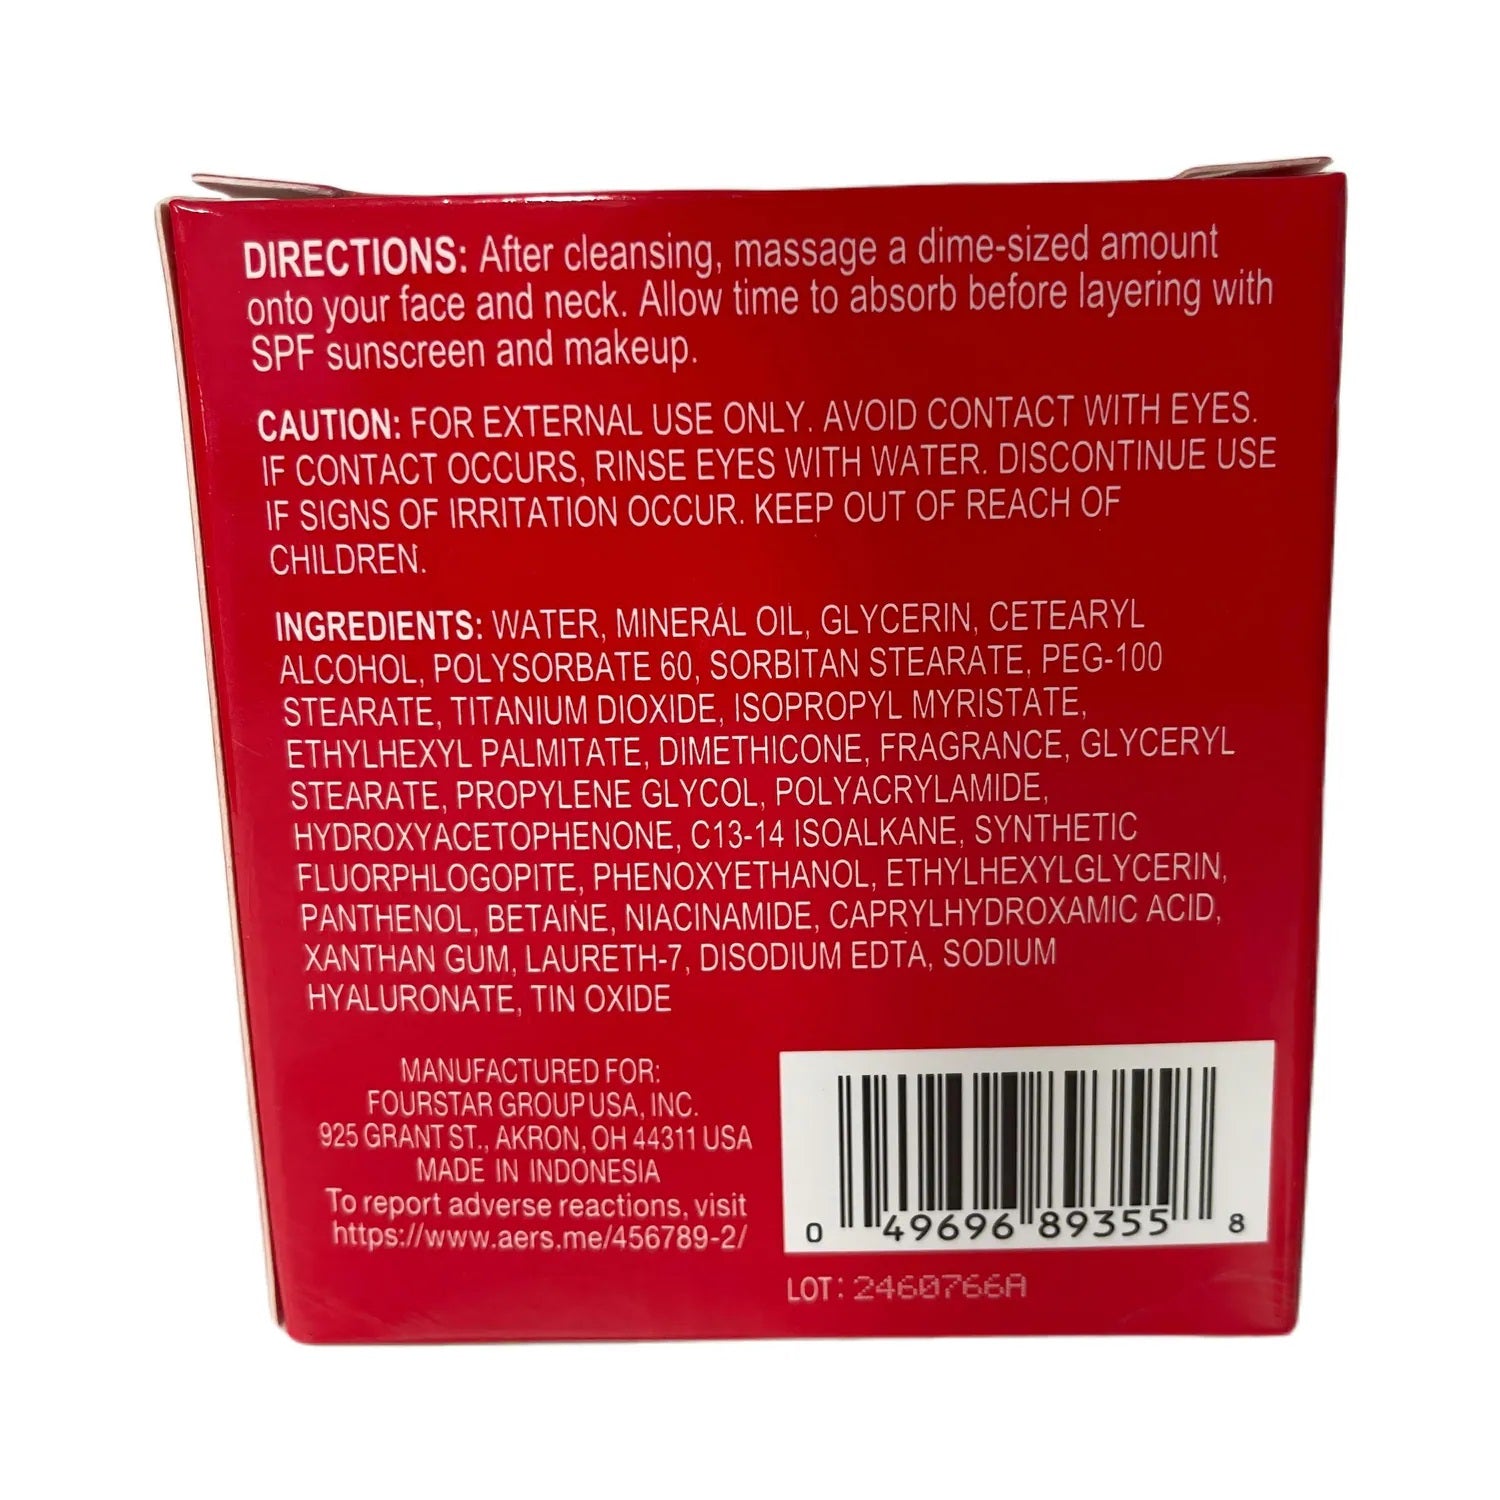 DIRECTIONS: After cleansing, massage a dime-sized amount
onto your face and neck. Allow time to absorb before layering with
SPF sunscreen and makeup.
CAUTION: FOR EXTERNAL USE ONLY. AVOID CONTACT WITH EYES.
IF CONTACT OCCURS, RINSE EYES WITH WATER. DISCONTINUE USE
IF SIGNS OF IRRITATION OCCUR. KEEP OUT OF REACH OF
CHILDREN.
INGREDIENTS: WATER, MINERAL OIL, GLYCERIN, CETEARYL
ALCOHOL, POLYSORBATE 60, SORBITAN STEARATE, PEG-100
STEARATE, TITANIUM DIOXIDE, ISOPROPYL MYRISTATE,
ETHYLHEXYL PALMITATE, DIMETHICONE, FRAGRANCE, GLYCERYL
STEARATE, PROPYLENE GLYCOL, POLYACRYLAMIDE,
HYDROXYACETOPHENONE, C13-14 ISOALKANE, SYNTHETIC
FLUORPHLOGOPITE, PHENOXYETHANOL, ETHYLHEXYLGLYCERIN,
PANTHENOL, BETAINE, NIACINAMIDE, CAPRYLHYDROXAMIC ACID,
XANTHAN GUM, LAURETH-7, DISODIUM EDTA, SODIUM
HYALURONATE, TIN OXIDE
MANUFACTURED FOR:
FOURSTAR GROUP USA, INC.
925 GRANT ST., AKRON, OH 44311 USA
MADE IN INDONESIA
To report adverse reactions, visit
https://www.aers.me/456789-2/
0 49696 89355 8
LOT: 2460766A